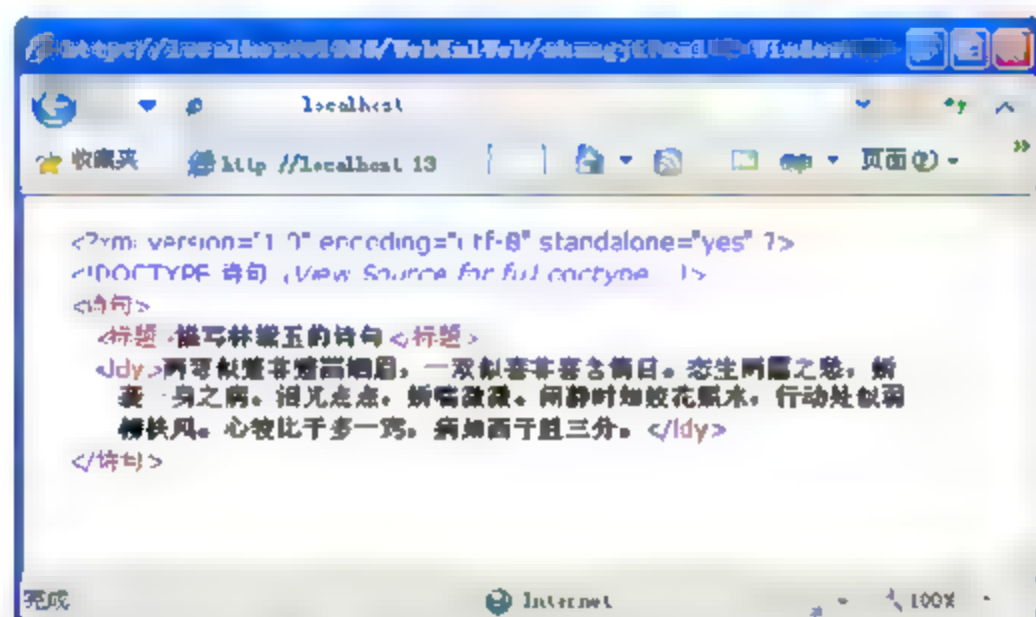 localhost
收藏夹 http://localhost:13 页面(P)
<?xml version="1.0" encoding="utf-8" standalone="yes" ?>
<!DOCTYPE 诗句 (View Source for full doctype...)>
<诗句>
<标题>描写林黛玉的诗句</标题>
<ldy>两弯似蹙非蹙罥烟眉，一双似喜非喜含情目。态生两靥之愁，娇
袭一身之病。泪光点点，娇喘微微。闲静时如姣花照水，行动处似弱
柳扶风。心较比干多一窍，病如西子胜三分。</ldy>
</诗句>
完成 Internet 100%